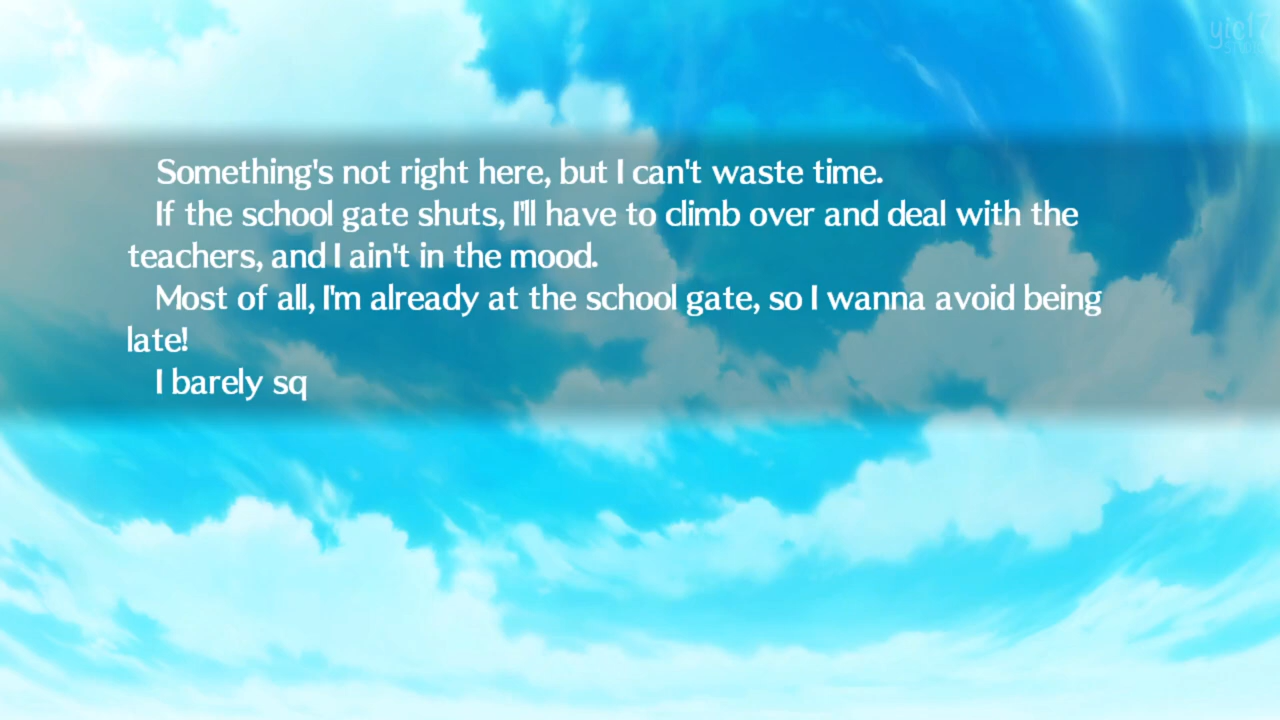 Something's not right here, but I can't waste time.
If the school gate shuts, I'll have to climb over and deal with the
teachers, and I ain't in the mood.
Most of all, I'm already at the school gate, so I wanna avoid being
late!
I barely sq